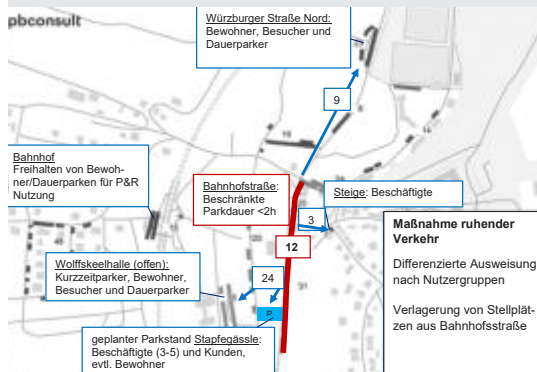 pbconsult
Würzburger Straße Nord:
Bewohner, Besucher und
Dauerparker
9
Bahnhof
Freihalten von Bewoh-
ner/Dauerparken für P&R
Nutzung
Bahnhofstraße:
Beschränkte
Parkdauer <2h
Steige: Beschäftigte
3
12
Maßnahme ruhender
Verkehr
Differenzierte Ausweisung
nach Nutzergruppen
Verlagerung von Stellplät-
zen aus Bahnhofsstraße
Wolffskeelhalle (offen):
Kurzzeitparker, Bewohner,
Besucher und Dauerparker
24
P
31
geplanter Parkstand Stapfegässle:
Beschäftigte (3-5) und Kunden,
evtl. Bewohner